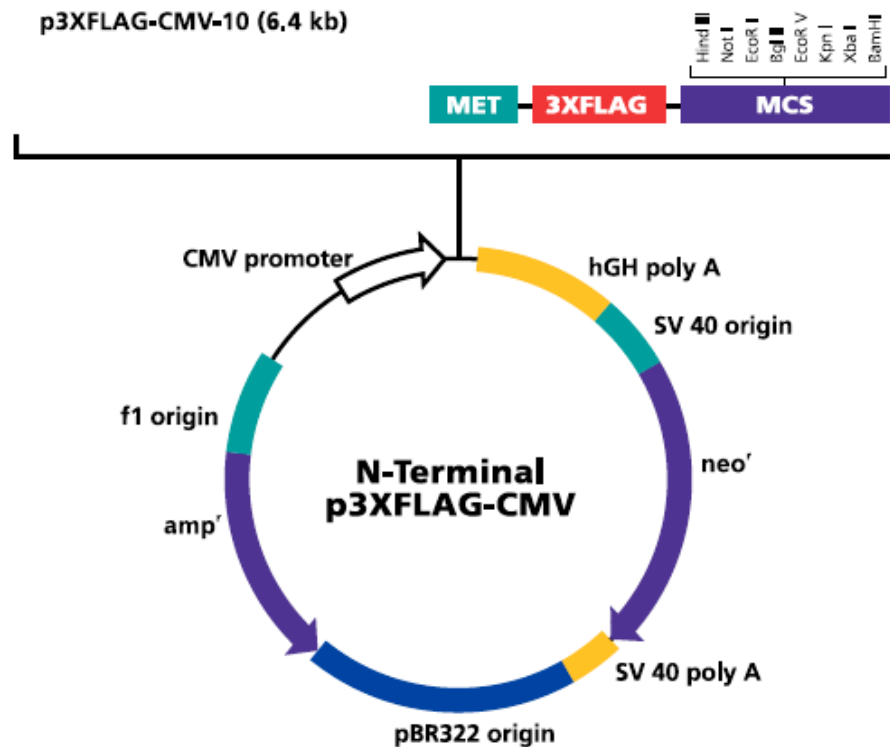 p3XFLAG-CMV-10 (6.4 kb)
Hind III
Not I
EcoR I
Bgl II
EcoR V
Kpn I
Xba I
BamHI
MET
3XFLAG
MCS
CMV promoter
hGH poly A
SV 40 origin
f1 origin
N-Terminal
p3XFLAG-CMV
neoʳ
ampʳ
SV 40 poly A
pBR322 origin